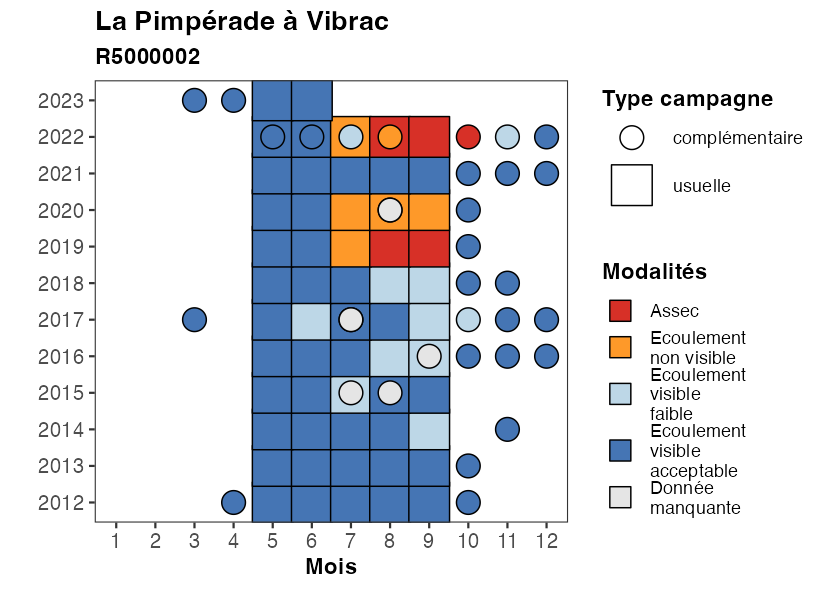 La Pimpérade à Vibrac
R5000002
2023
2022
2021
2020
2019
2018
2017
2016
2015
2014
2013
2012
1 2 3 4 5 6 7 8 9 10 11 12
Mois
Type campagne
complémentaire
usuelle
Modalités
Assec
Ecoulement
non visible
Ecoulement
visible
faible
Ecoulement
visible
acceptable
Donnée
manquante